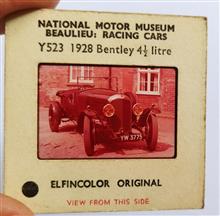 NATIONAL MOTOR MUSEUM
BEAULIEU: RACING CARS
Y523 1928 Bentley 4½ litre
YW 3775
ELFINCOLOR ORIGINAL
VIEW FROM THIS SIDE